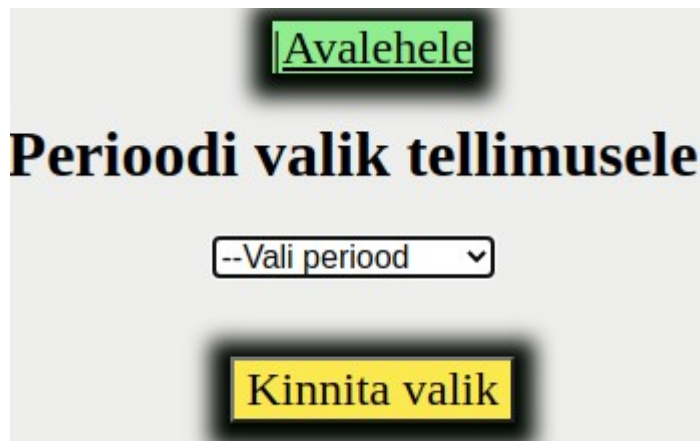 |Avalehele
Perioodi valik tellimusele
--Vali periood
Kinnita valik